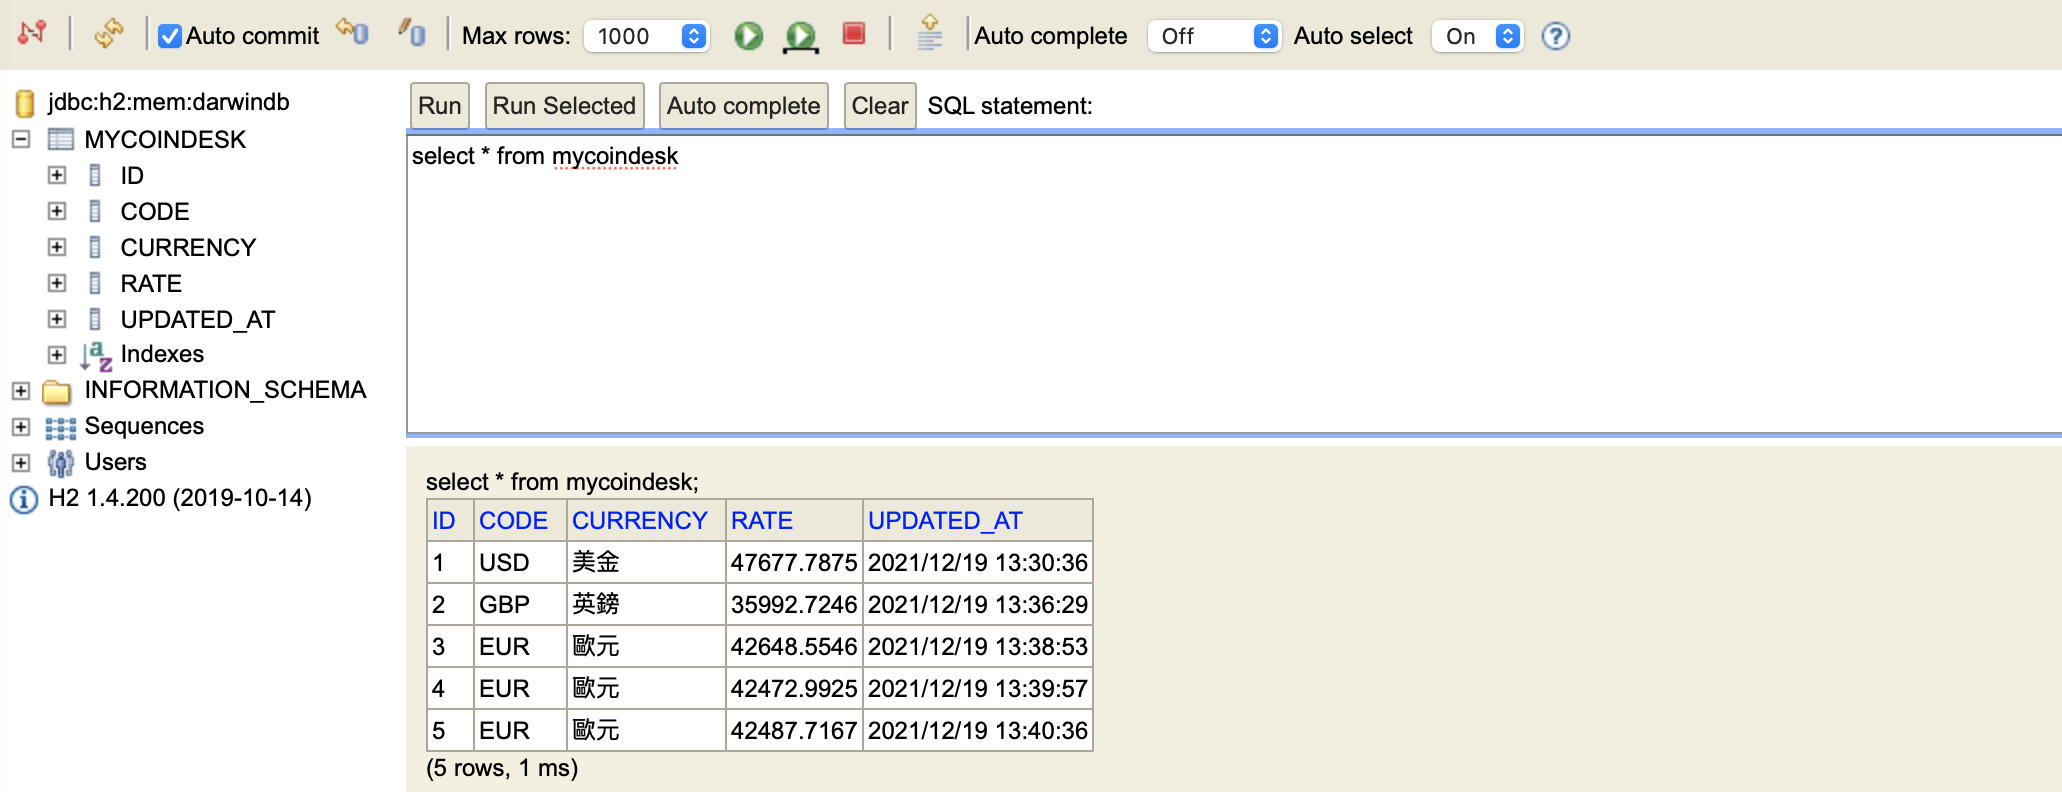 Auto commit Max rows: 1000 Auto complete Off Auto select On
jdbc:h2:mem:darwindb
MYCOINDESK
ID
CODE
CURRENCY
RATE
UPDATED_AT
Indexes
INFORMATION_SCHEMA
Sequences
Users
H2 1.4.200 (2019-10-14)
Run Run Selected Auto complete Clear SQL statement:
select * from mycoindesk
select * from mycoindesk;
ID CODE CURRENCY RATE UPDATED_AT
1 USD 美金 47677.7875 2021/12/19 13:30:36
2 GBP 英鎊 35992.7246 2021/12/19 13:36:29
3 EUR 歐元 42648.5546 2021/12/19 13:38:53
4 EUR 歐元 42472.9925 2021/12/19 13:39:57
5 EUR 歐元 42487.7167 2021/12/19 13:40:36
(5 rows, 1 ms)